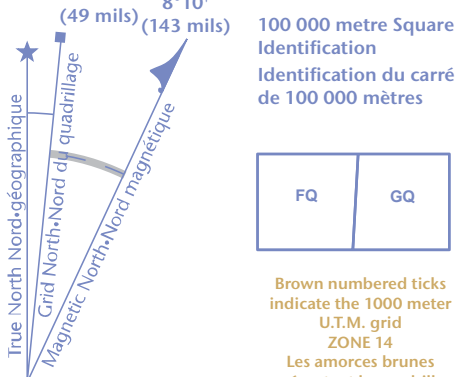 (49 mils)
8°10'
(143 mils)
True North Nord•géographique
Grid North•Nord du quadrillage
Magnetic North•Nord magnétique
100 000 metre Square
Identification
Identification du carré
de 100 000 mètres
FQ
GQ
Brown numbered ticks
indicate the 1000 meter
U.T.M. grid
ZONE 14
Les amorces brunes